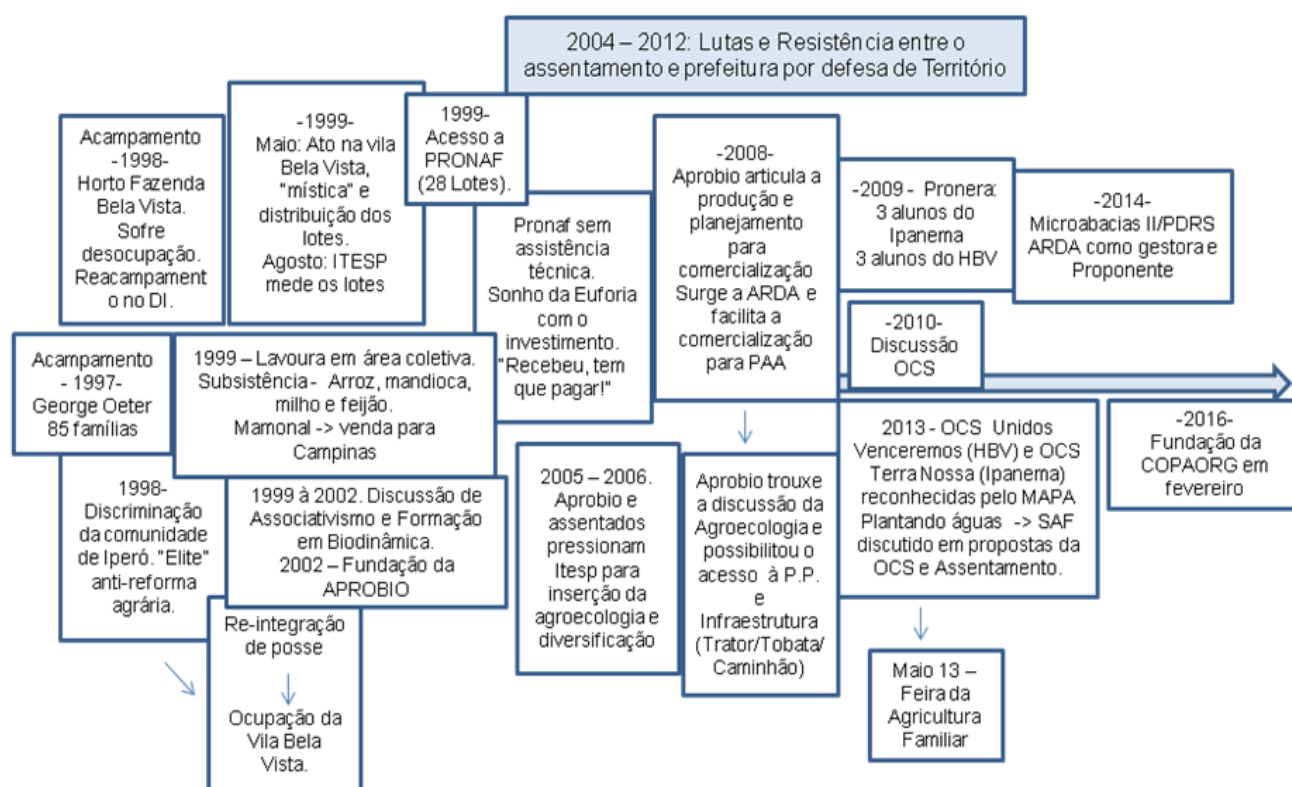 2004 – 2012: Lutas e Resistência entre o
assentamento e prefeitura por defesa de Território
Acampamento
-1998-
Horto Fazenda
Bela Vista.
Sofre
desocupação.
Reacampament
o no DI.
-1999-
Maio: Ato na vila
Bela Vista,
"mística" e
distribuição dos
lotes.
Agosto: ITESP
mede os lotes
1999-
Acesso a
PRONAF
(28 Lotes).
Pronaf sem
assistência
técnica.
Sonho da Euforia
com o
investimento.
"Recebeu, tem
que pagar!"
-2008-
Aprobio articula a
produção e
planejamento
para
comercialização
Surge a ARDA e
facilita a
comercialização
para PAA
-2009 - Pronera:
3 alunos do
Ipanema
3 alunos do HBV
-2014-
Microabacias II/PDRS
ARDA como gestora e
Proponente
-2010-
Discussão
OCS
Acampamento
- 1997-
George Oeter
85 famílias
1999 – Lavoura em área coletiva.
Subsistência - Arroz, mandioca,
milho e feijão.
Mamonal -> venda para
Campinas
1998-
Discriminação
da comunidade
de Iperó. "Elite"
anti-reforma
agrária.
1999 à 2002. Discussão de
Associativismo e Formação
em Biodinâmica.
2002 – Fundação da
APROBIO
Re-integração
de posse
Ocupação da
Vila Bela
Vista.
2005 – 2006.
Aprobio e
assentados
pressionam
Itesp para
inserção da
agroecologia e
diversificação
Aprobio trouxe
a discussão da
Agroecologia e
possibilitou o
acesso à P.P.
e
Infraestrutura
(Trator/Tobata/
Caminhão)
2013 - OCS Unidos
Venceremos (HBV) e OCS
Terra Nossa (Ipanema)
reconhecidas pelo MAPA
Plantando águas -> SAF
discutido em propostas da
OCS e Assentamento.
Maio 13 –
Feira da
Agricultura
Familiar
-2016-
Fundação da
COPAORG em
fevereiro